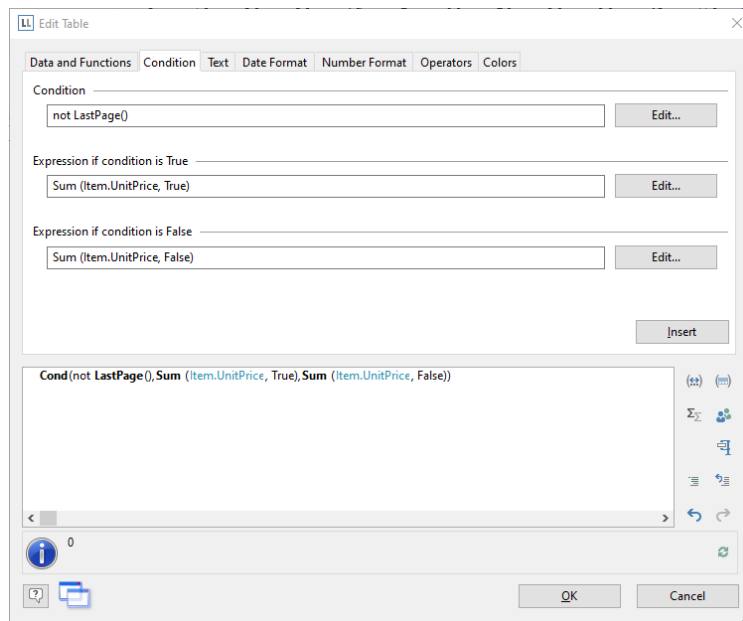 LL Edit Table
Data and Functions Condition Text Date Format Number Format Operators Colors
Condition
not LastPage() Edit...
Expression if condition is True
Sum (Item.UnitPrice, True) Edit...
Expression if condition is False
Sum (Item.UnitPrice, False) Edit...
Insert
Cond(not LastPage(),Sum (Item.UnitPrice, True),Sum (Item.UnitPrice, False))
0
OK Cancel